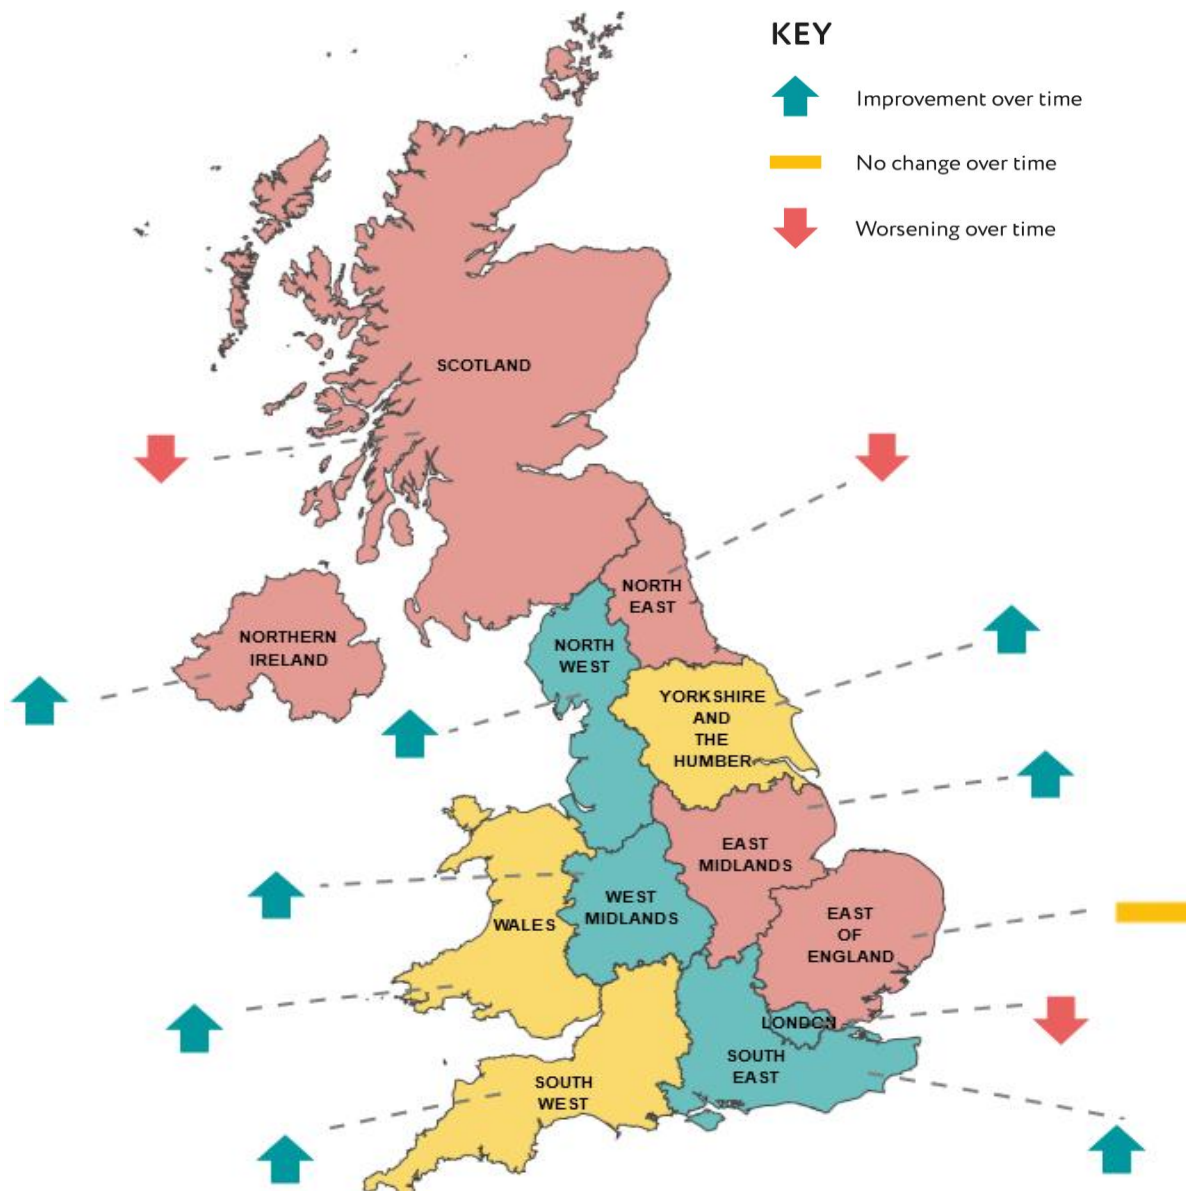 KEY
Improvement over time
No change over time
Worsening over time
SCOTLAND
NORTH
EAST
NORTHERN
IRELAND
NORTH
WEST
YORKSHIRE
AND
THE
HUMBER
EAST
MIDLANDS
WEST
MIDLANDS
WALES
EAST
OF
ENGLAND
LONDON
SOUTH
EAST
SOUTH
WEST